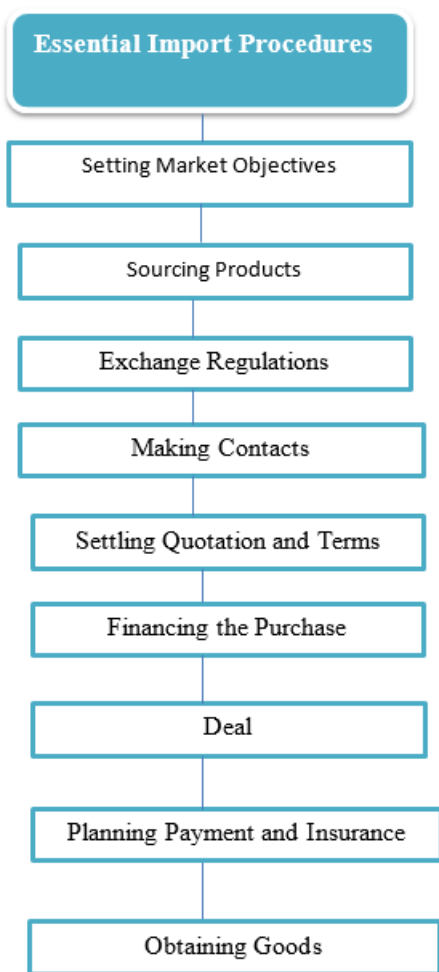 Essential Import Procedures
Setting Market Objectives
Sourcing Products
Exchange Regulations
Making Contacts
Settling Quotation and Terms
Financing the Purchase
Deal
Planning Payment and Insurance
Obtaining Goods